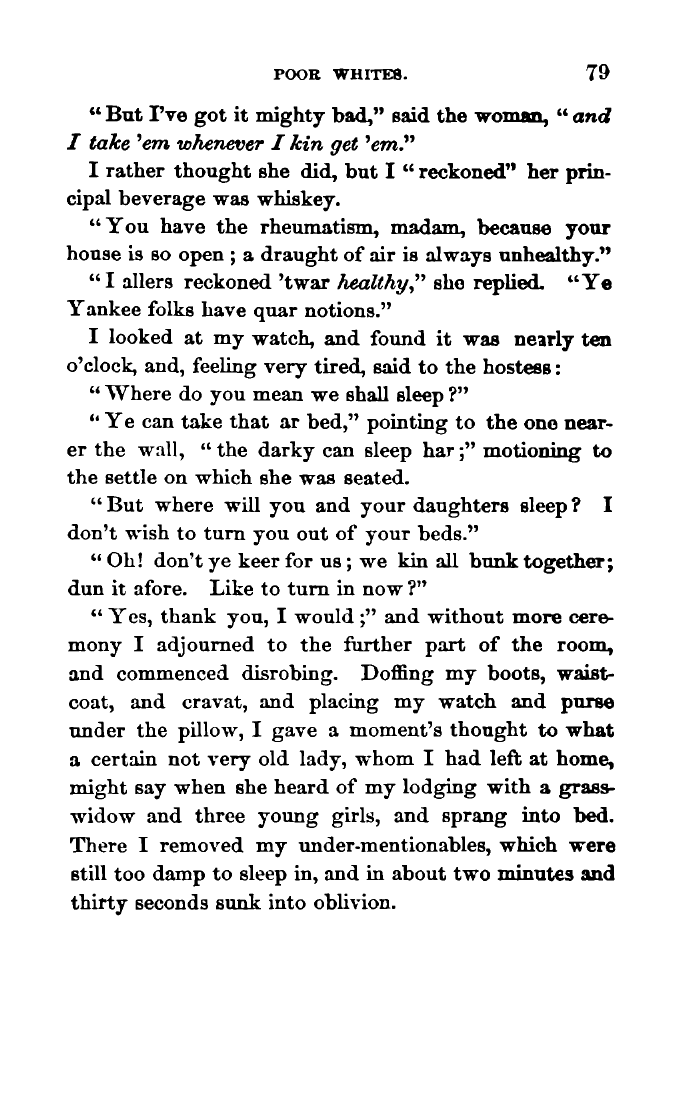 POOR WHITES. 79
“But I’ve got it mighty bad,” said the woman, “and
I take ’em whenever I kin get ’em.”
I rather thought she did, but I “reckoned” her prin-
cipal beverage was whiskey.
“You have the rheumatism, madam, because your
house is so open; a draught of air is always unhealthy.”
“I allers reckoned ’twar healthy,” she replied. “Ye
Yankee folks have quar notions.”
I looked at my watch, and found it was nearly ten
o’clock, and, feeling very tired, said to the hostess:
“Where do you mean we shall sleep?”
“Ye can take that ar bed,” pointing to the one near-
er the wall, “the darky can sleep har;” motioning to
the settle on which she was seated.
“But where will you and your daughters sleep? I
don’t wish to turn you out of your beds.”
“Oh! don’t ye keer for us; we kin all bunk together;
dun it afore. Like to turn in now?”
“Yes, thank you, I would;” and without more cere-
mony I adjourned to the further part of the room,
and commenced disrobing. Doffing my boots, waist-
coat, and cravat, and placing my watch and purse
under the pillow, I gave a moment’s thought to what
a certain not very old lady, whom I had left at home,
might say when she heard of my lodging with a grass-
widow and three young girls, and sprang into bed.
There I removed my under-mentionables, which were
still too damp to sleep in, and in about two minutes and
thirty seconds sunk into oblivion.